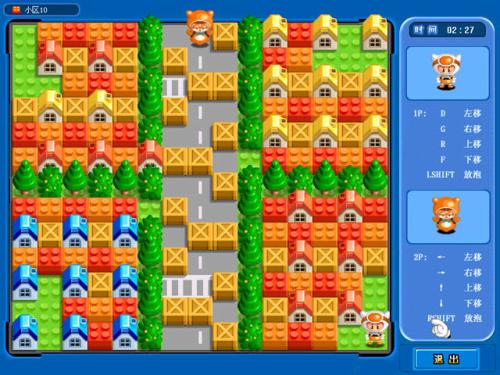 小区10
时 间 02:27
1P: D 左移
G 右移
R 上移
F 下移
LSHIFT 放泡
2P: ← 左移
→ 右移
↑ 上移
↓ 下移
RSHIFT 放泡
退 出